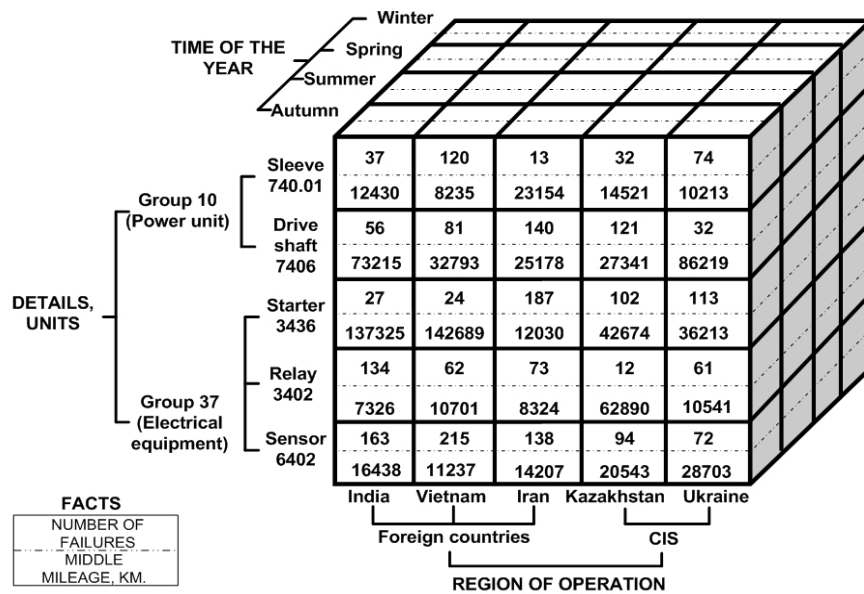 Winter
TIME OF THE
YEAR
Spring
Summer
Autumn
Sleeve
740.01
37 120 13 32 74
12430 8235 23154 14521 10213
Group 10
(Power unit)
Drive
shaft
7406
56 81 140 121 32
73215 32793 25178 27341 86219
DETAILS,
UNITS
Starter
3436
27 24 187 102 113
137325 142689 12030 42674 36213
Relay
3402
134 62 73 12 61
7326 10701 8324 62890 10541
Group 37
(Electrical
equipment)
Sensor
6402
163 215 138 94 72
16438 11237 14207 20543 28703
India Vietnam Iran Kazakhstan Ukraine
Foreign countries CIS
REGION OF OPERATION
FACTS
NUMBER OF
FAILURES
MIDDLE
MILEAGE, KM.